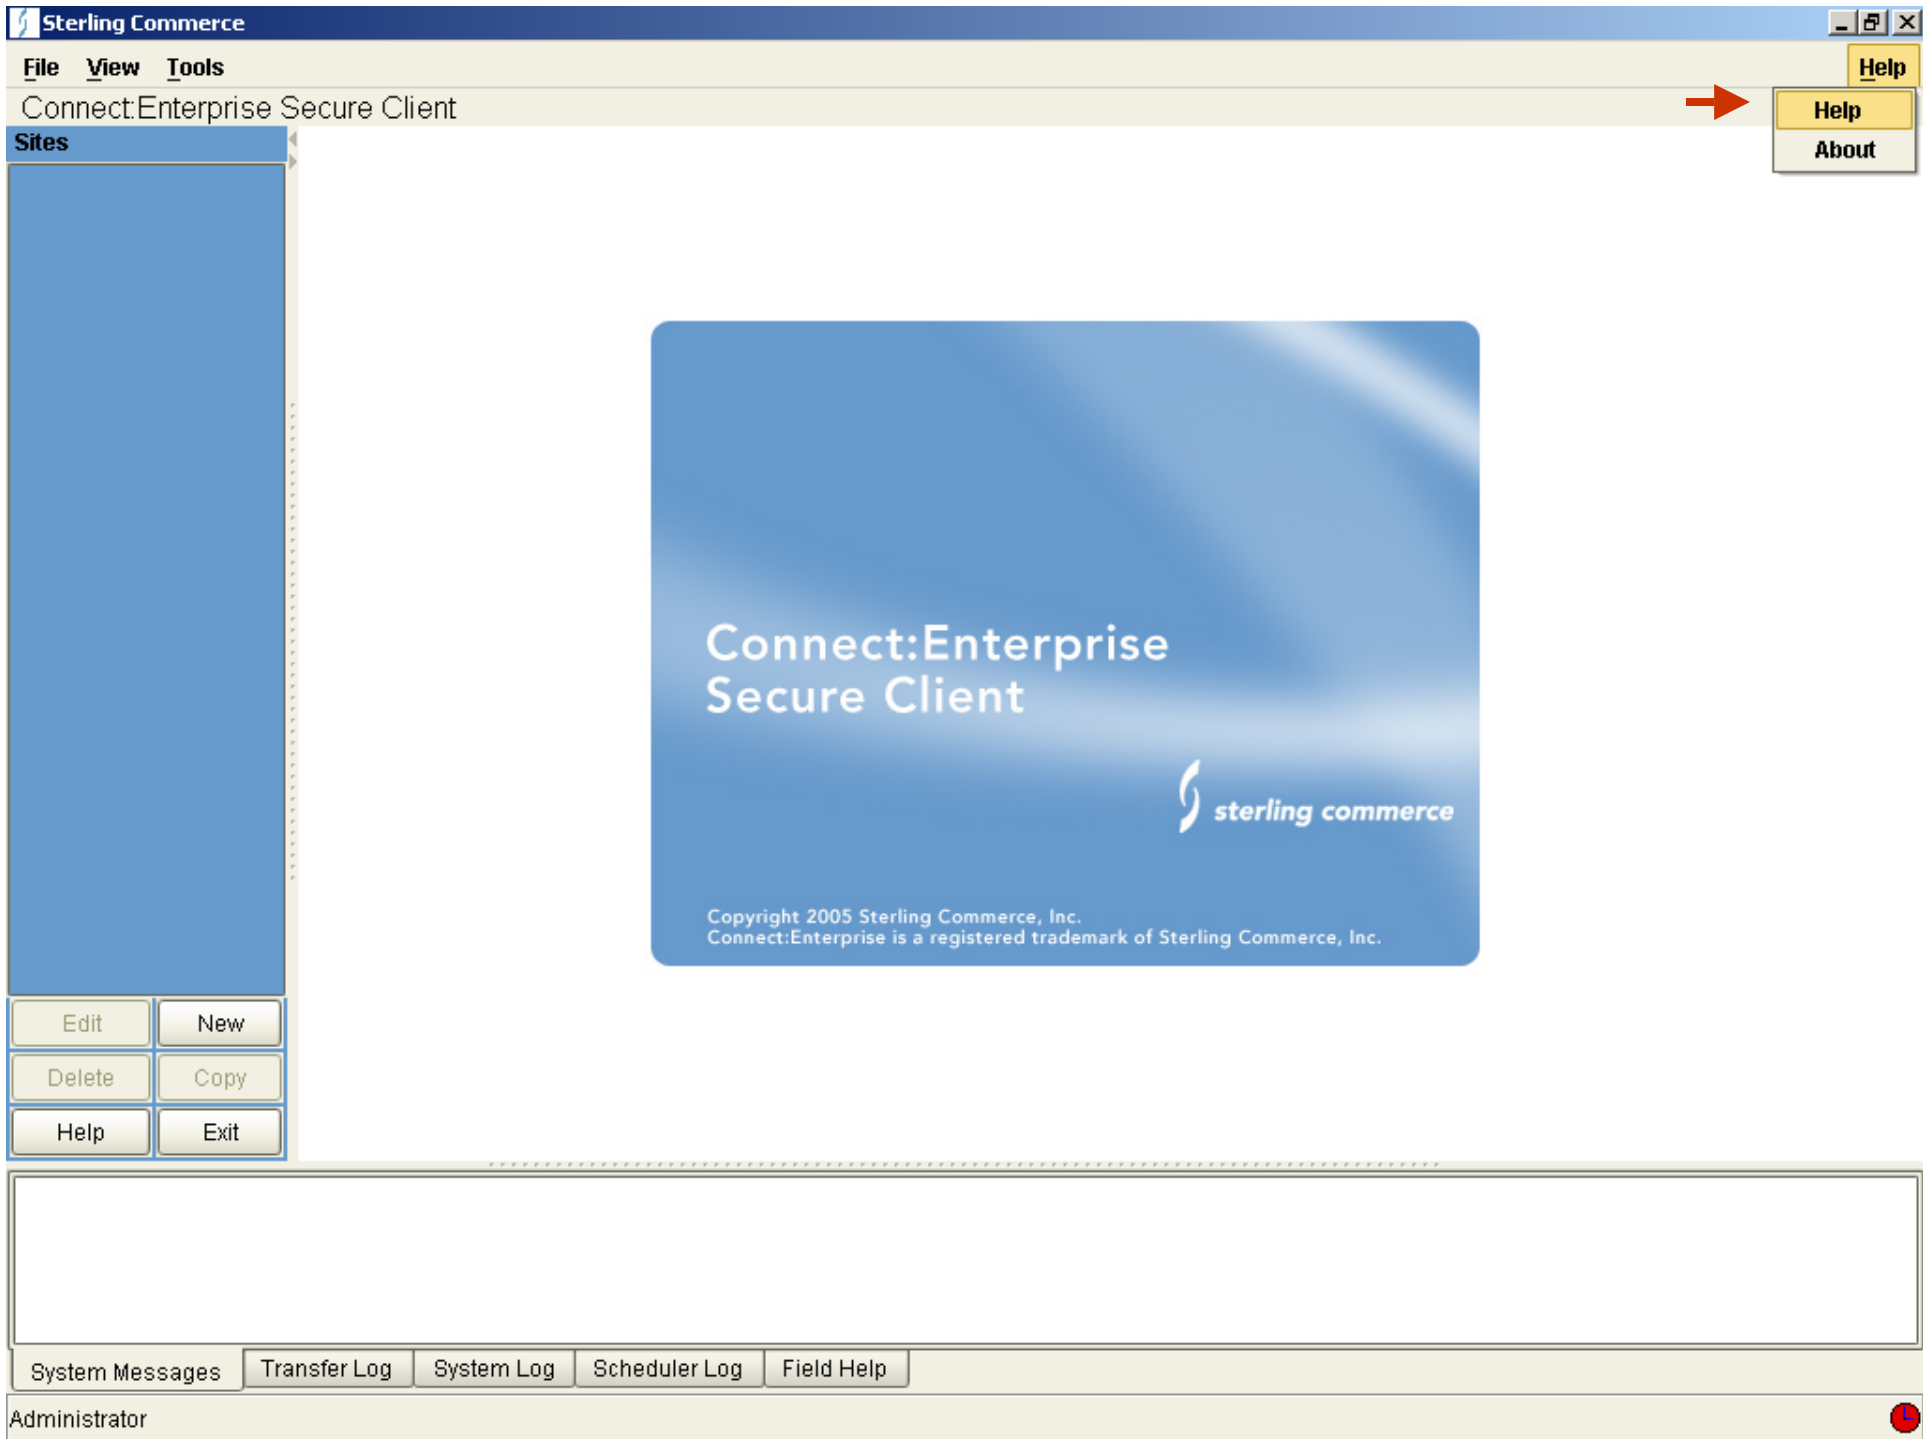 Sterling Commerce
File View Tools Help
Connect:Enterprise Secure Client
Help
About
Sites
Connect:Enterprise
Secure Client
sterling commerce
Copyright 2005 Sterling Commerce, Inc.
Connect:Enterprise is a registered trademark of Sterling Commerce, Inc.
Edit New
Delete Copy
Help Exit
System Messages Transfer Log System Log Scheduler Log Field Help
Administrator